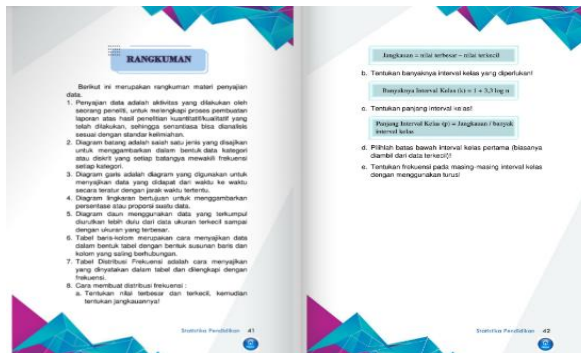 RANGKUMAN
Berikut ini merupakan rangkuman materi penyajian
data.
1. Penyajian data adalah aktivitas yang dilakukan oleh
seorang peneliti, untuk melengkapi proses pembuatan
laporan atas hasil penelitian kuantitatif/kualitatif yang
telah dilakukan, sehingga senantiasa bisa dianalisis
sesuai dengan standar keilmiahan.
2. Diagram batang adalah salah satu jenis yang disajikan
untuk menggambarkan dalam bentuk data kategori
atau diskrit yang setiap batangnya mewakili frekuensi
setiap kategori.
3. Diagram garis adalah diagram yang digunakan untuk
menyajikan data yang didapat dari waktu ke waktu
secara teratur dengan jarak waktu tertentu.
4. Diagram lingkaran bertujuan untuk menggambarkan
persentase atau proporsi suatu data.
5. Diagram daun menggunakan data yang terkumpul
diurutkan lebih dulu dari data ukuran terkecil sampai
dengan ukuran yang terbesar.
6. Tabel baris-kolom merupakan cara menyajikan data
dalam bentuk tabel dengan bentuk susunan baris dan
kolom yang saling berhubungan.
7. Tabel Distribusi Frekuensi adalah cara menyajikan
yang dinyatakan dalam tabel dan dilengkapi dengan
frekuensi.
8. Cara membuat distribusi frekuensi :
a. Tentukan nilai terbesar dan terkecil, kemudian
tentukan jangkauannya!
Statistika Pendidikan 41
Jangkauan = nilai terbesar – nilai terkecil
b. Tentukan banyaknya interval kelas yang diperlukan!
Banyaknya Interval Kelas (k) = 1 + 3,3 log n
c. Tentukan panjang interval kelas!
Panjang Interval Kelas (p) = Jangkauan / banyak
interval kelas
d. Pilihlah batas bawah interval kelas pertama (biasanya
diambil dari data terkecil)!
e. Tentukan frekuensi pada masing-masing interval kelas
dengan menggunakan turus!
Statistika Pendidikan 42